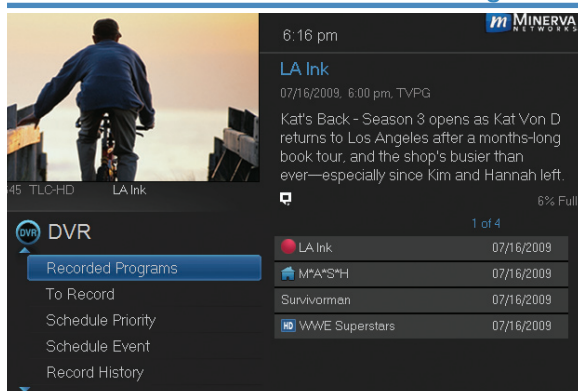 6:16 pm
m MINERVA
NETWORKS
LA Ink
07/16/2009, 6:00 pm, TVPG
Kat's Back - Season 3 opens as Kat Von D
returns to Los Angeles after a months-long
book tour, and the shop's busier than
ever—especially since Kim and Hannah left.
45 TLC-HD LA Ink
6% Full
DVR DVR
1 of 4
LA Ink 07/16/2009
M*A*S*H 07/16/2009
Survivorman 07/16/2009
HD WWE Superstars 07/16/2009
Recorded Programs
To Record
Schedule Priority
Schedule Event
Record History